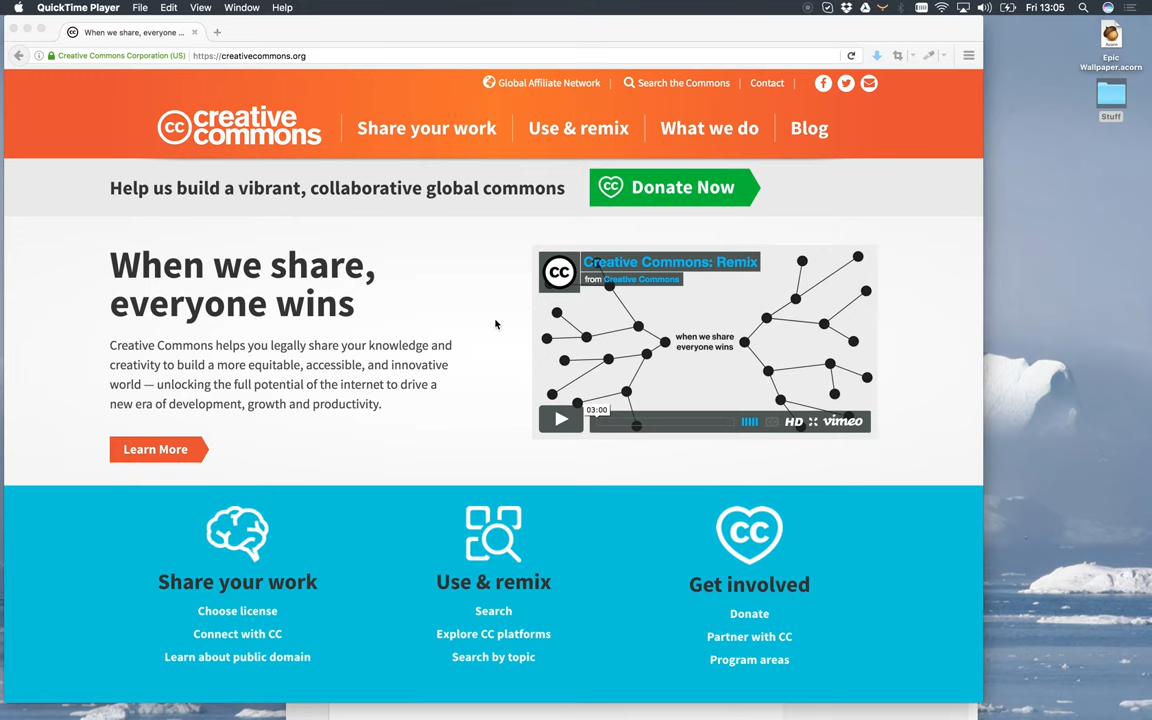 QuickTime Player File Edit View Window Help
Fri 13:05
When we share, everyone ...
Creative Commons Corporation (US) https://creativecommons.org
Global Affiliate Network Search the Commons Contact
cc creative commons
Share your work Use & remix What we do Blog
Help us build a vibrant, collaborative global commons
CC Donate Now
When we share,
everyone wins
Creative Commons helps you legally share your knowledge and
creativity to build a more equitable, accessible, and innovative
world — unlocking the full potential of the internet to drive a
new era of development, growth and productivity.
Learn More
cc
Creative Commons: Remix
from Creative Commons
when we share
everyone wins
03:00
HD vimeo
Share your work
Choose license
Connect with CC
Learn about public domain
Use & remix
Search
Explore CC platforms
Search by topic
CC
Get involved
Donate
Partner with CC
Program areas
Acorn
Epic
Wallpaper.acorn
Stuff